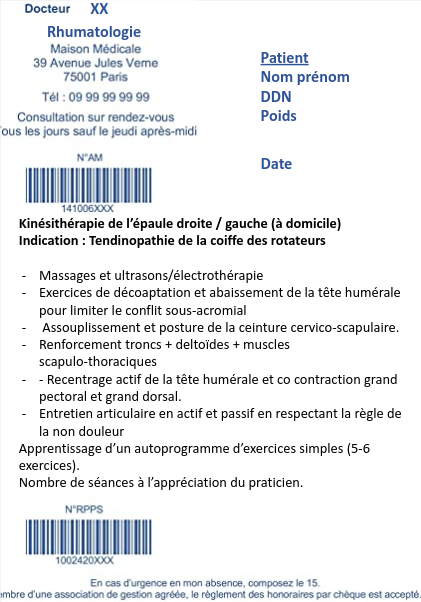 Docteur XX
Rhumatologie
Maison Médicale
39 Avenue Jules Verne
75001 Paris
Tél : 09 99 99 99 99
Consultation sur rendez-vous
ous les jours sauf le jeudi après-midi
Patient
Nom prénom
DDN
Poids
Date
N°AM
141006XXX
Kinésithérapie de l'épaule droite / gauche (à domicile)
Indication : Tendinopathie de la coiffe des rotateurs
- Massages et ultrasons/électrothérapie
- Exercices de décoaptation et abaissement de la tête humérale
pour limiter le conflit sous-acromial
- Assouplissement et posture de la ceinture cervico-scapulaire.
- Renforcement troncs + deltoïdes + muscles
scapulo-thoraciques
- - Recentrage actif de la tête humérale et co contraction grand
pectoral et grand dorsal.
- Entretien articulaire en actif et passif en respectant la règle de
la non douleur
Apprentissage d'un autoprogramme d'exercices simples (5-6
exercices).
Nombre de séances à l'appréciation du praticien.
N°RPPS
1002420XXX
En cas d'urgence en mon absence, composez le 15.
embre d'une association de gestion agréée, le règlement des honoraires par chèque est accepté.